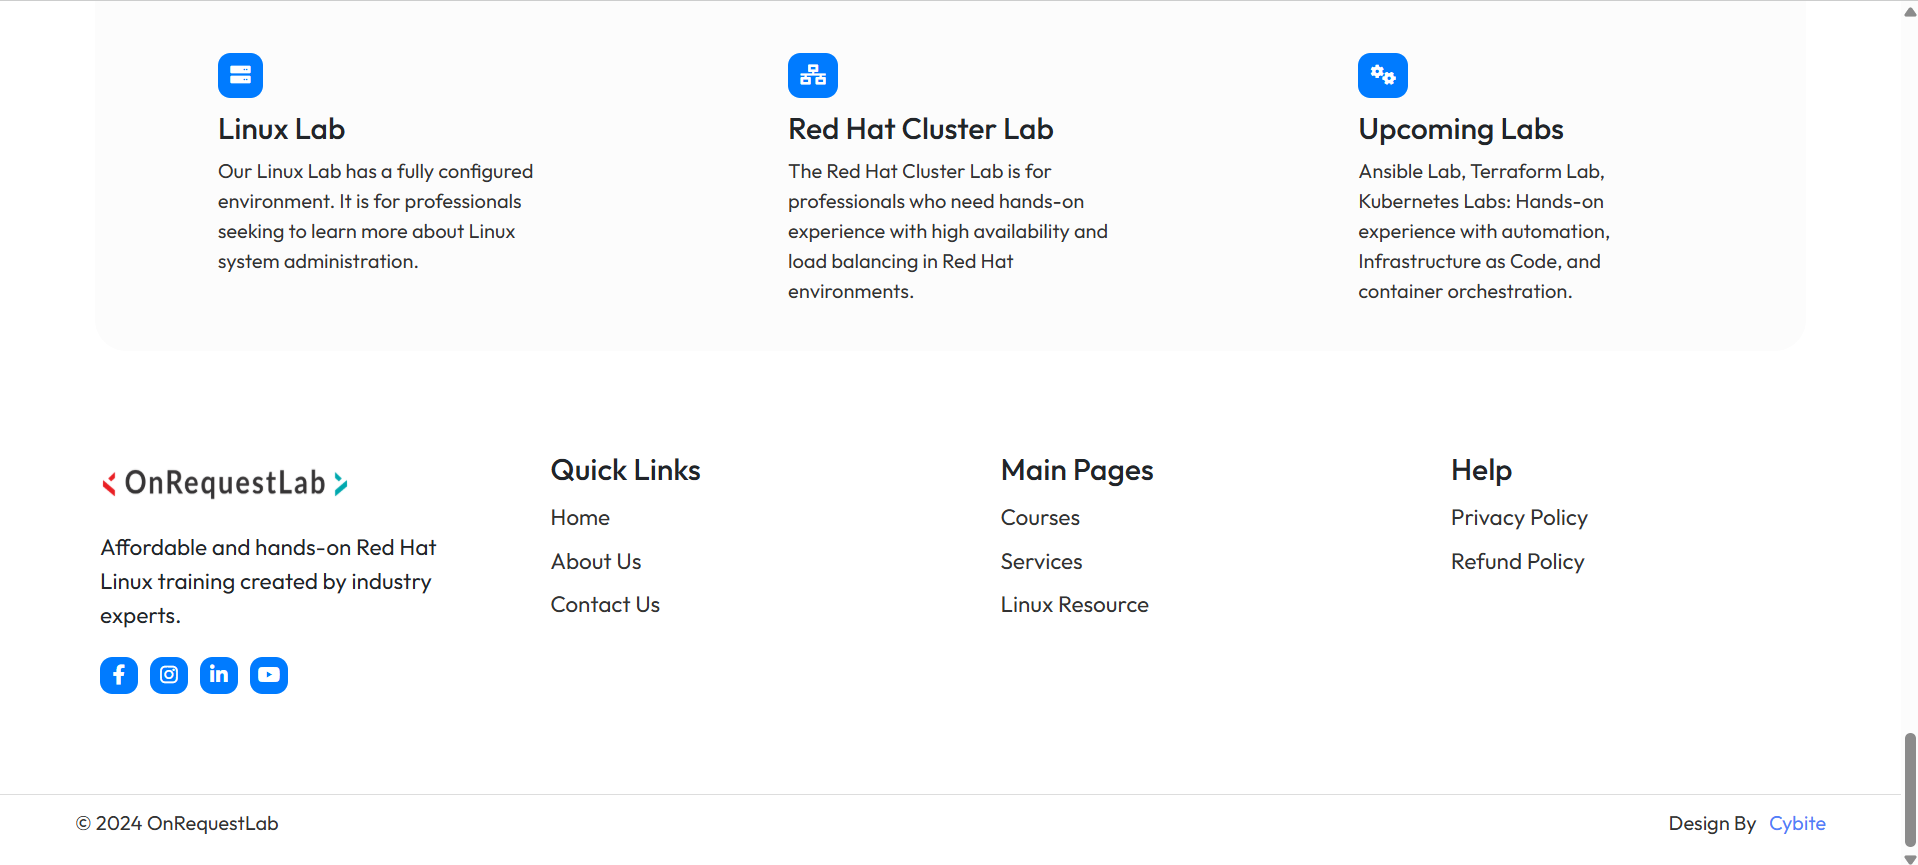 Linux Lab
Our Linux Lab has a fully configured
environment. It is for professionals
seeking to learn more about Linux
system administration.
Red Hat Cluster Lab
The Red Hat Cluster Lab is for
professionals who need hands-on
experience with high availability and
load balancing in Red Hat
environments.
Upcoming Labs
Ansible Lab, Terraform Lab,
Kubernetes Labs: Hands-on
experience with automation,
Infrastructure as Code, and
container orchestration.
OnRequestLab
Affordable and hands-on Red Hat
Linux training created by industry
experts.
Quick Links
Home
About Us
Contact Us
Main Pages
Courses
Services
Linux Resource
Help
Privacy Policy
Refund Policy
© 2024 OnRequestLab
Design By Cybite